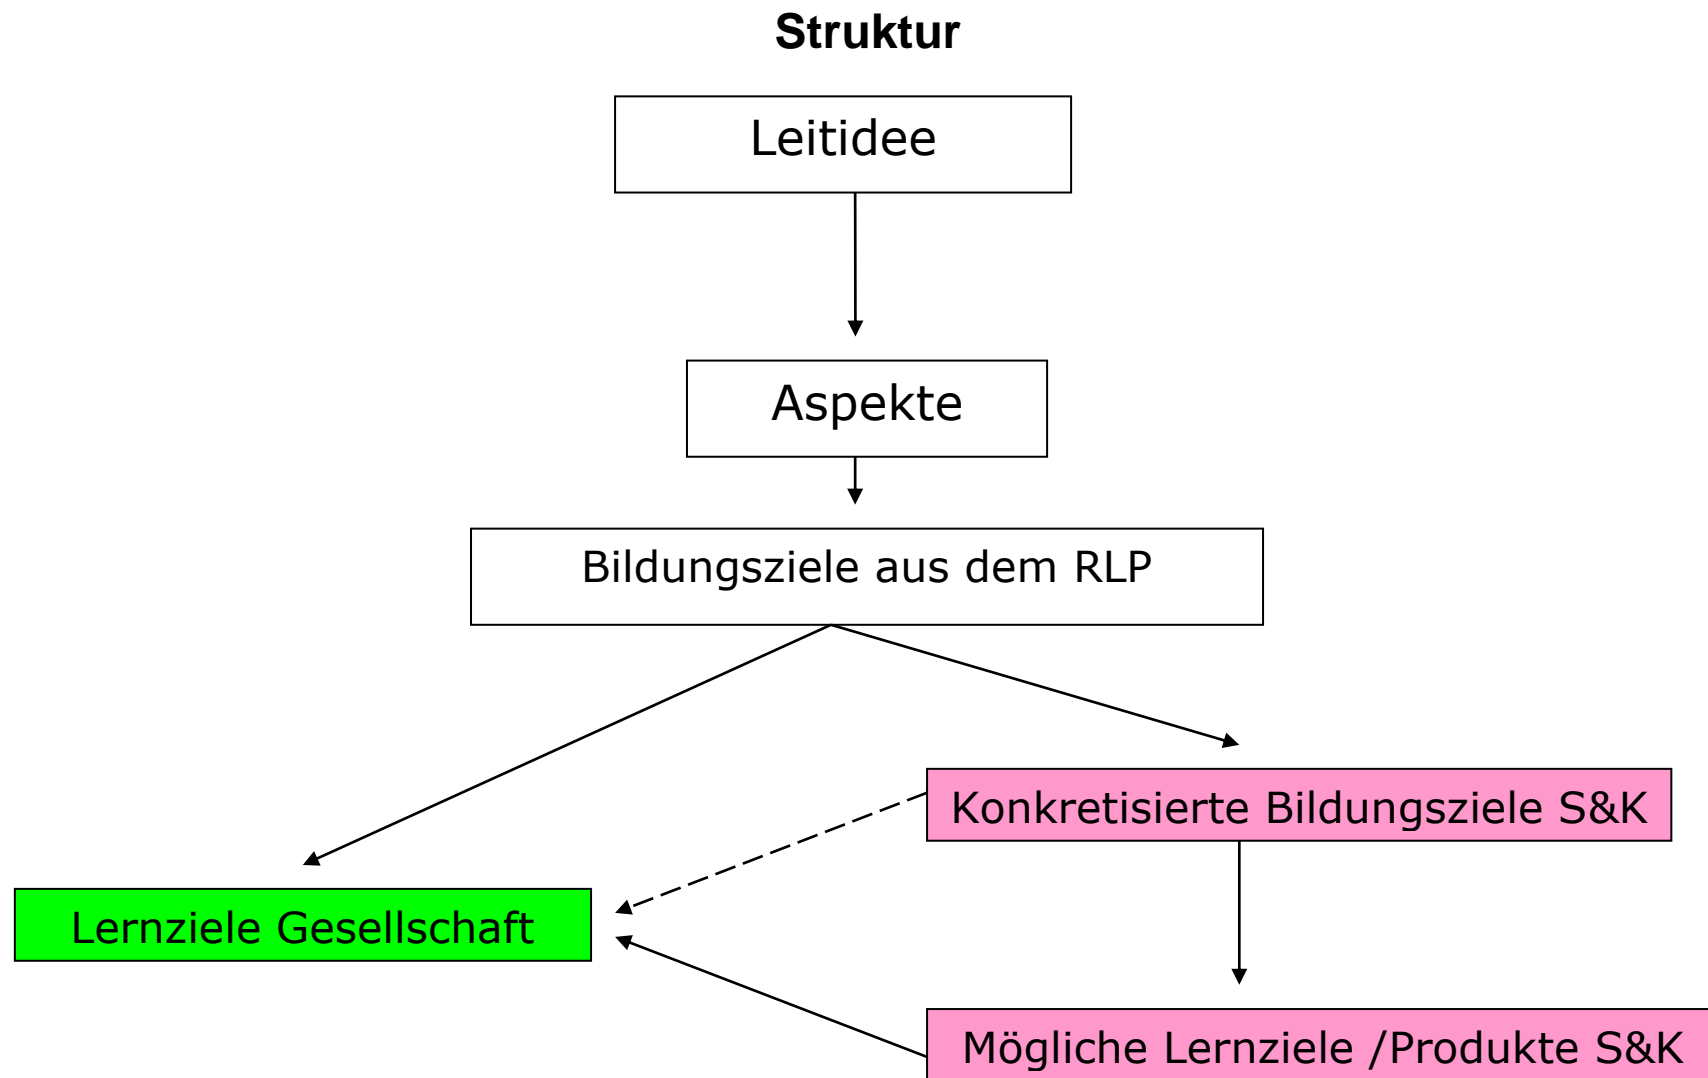 Struktur
Leitidee
Aspekte
Bildungsziele aus dem RLP
Konkretisierte Bildungsziele S&K
Lernziele Gesellschaft
Mögliche Lernziele /Produkte S&K